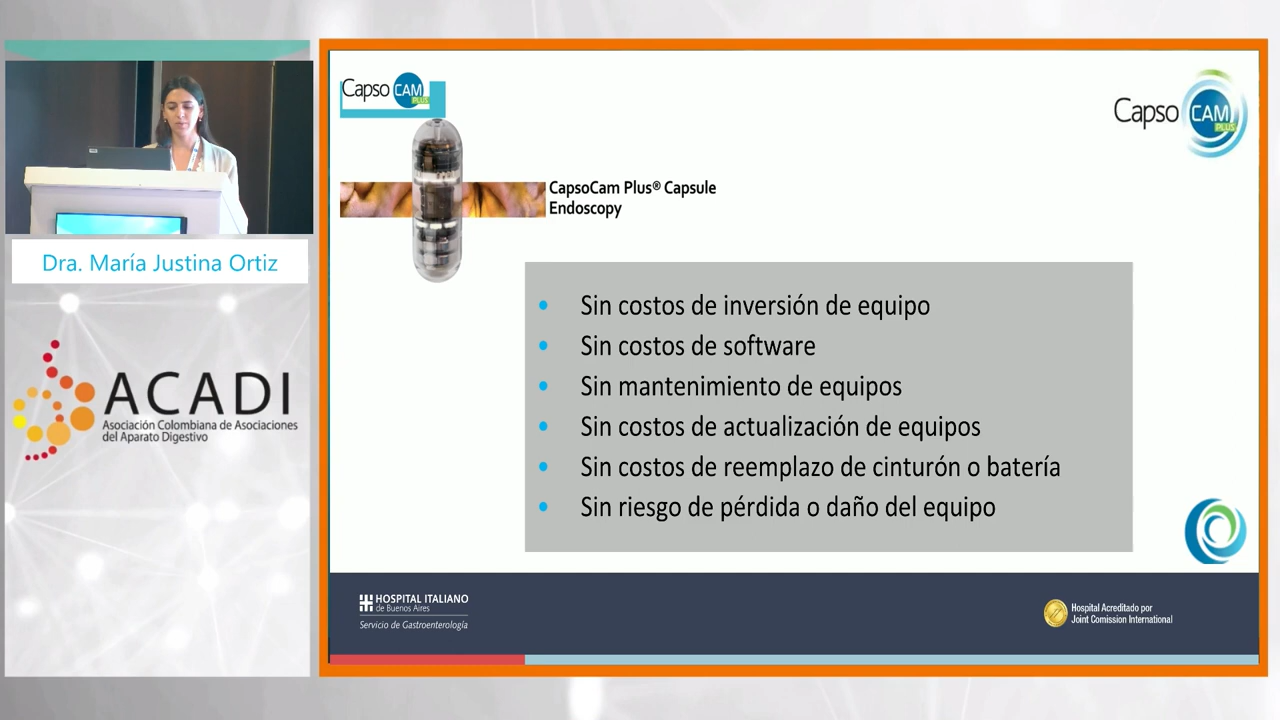 Dra. María Justina Ortiz
ACADI
Asociación Colombiana de Asociaciones
del Aparato Digestivo
Capso CAM PLUS
Capso CAM PLUS
CapsoCam Plus® Capsule
Endoscopy
• Sin costos de inversión de equipo
• Sin costos de software
• Sin mantenimiento de equipos
• Sin costos de actualización de equipos
• Sin costos de reemplazo de cinturón o batería
• Sin riesgo de pérdida o daño del equipo
HOSPITAL ITALIANO
de Buenos Aires
Servicio de Gastroenterología
Hospital Acreditado por
Joint Comission International